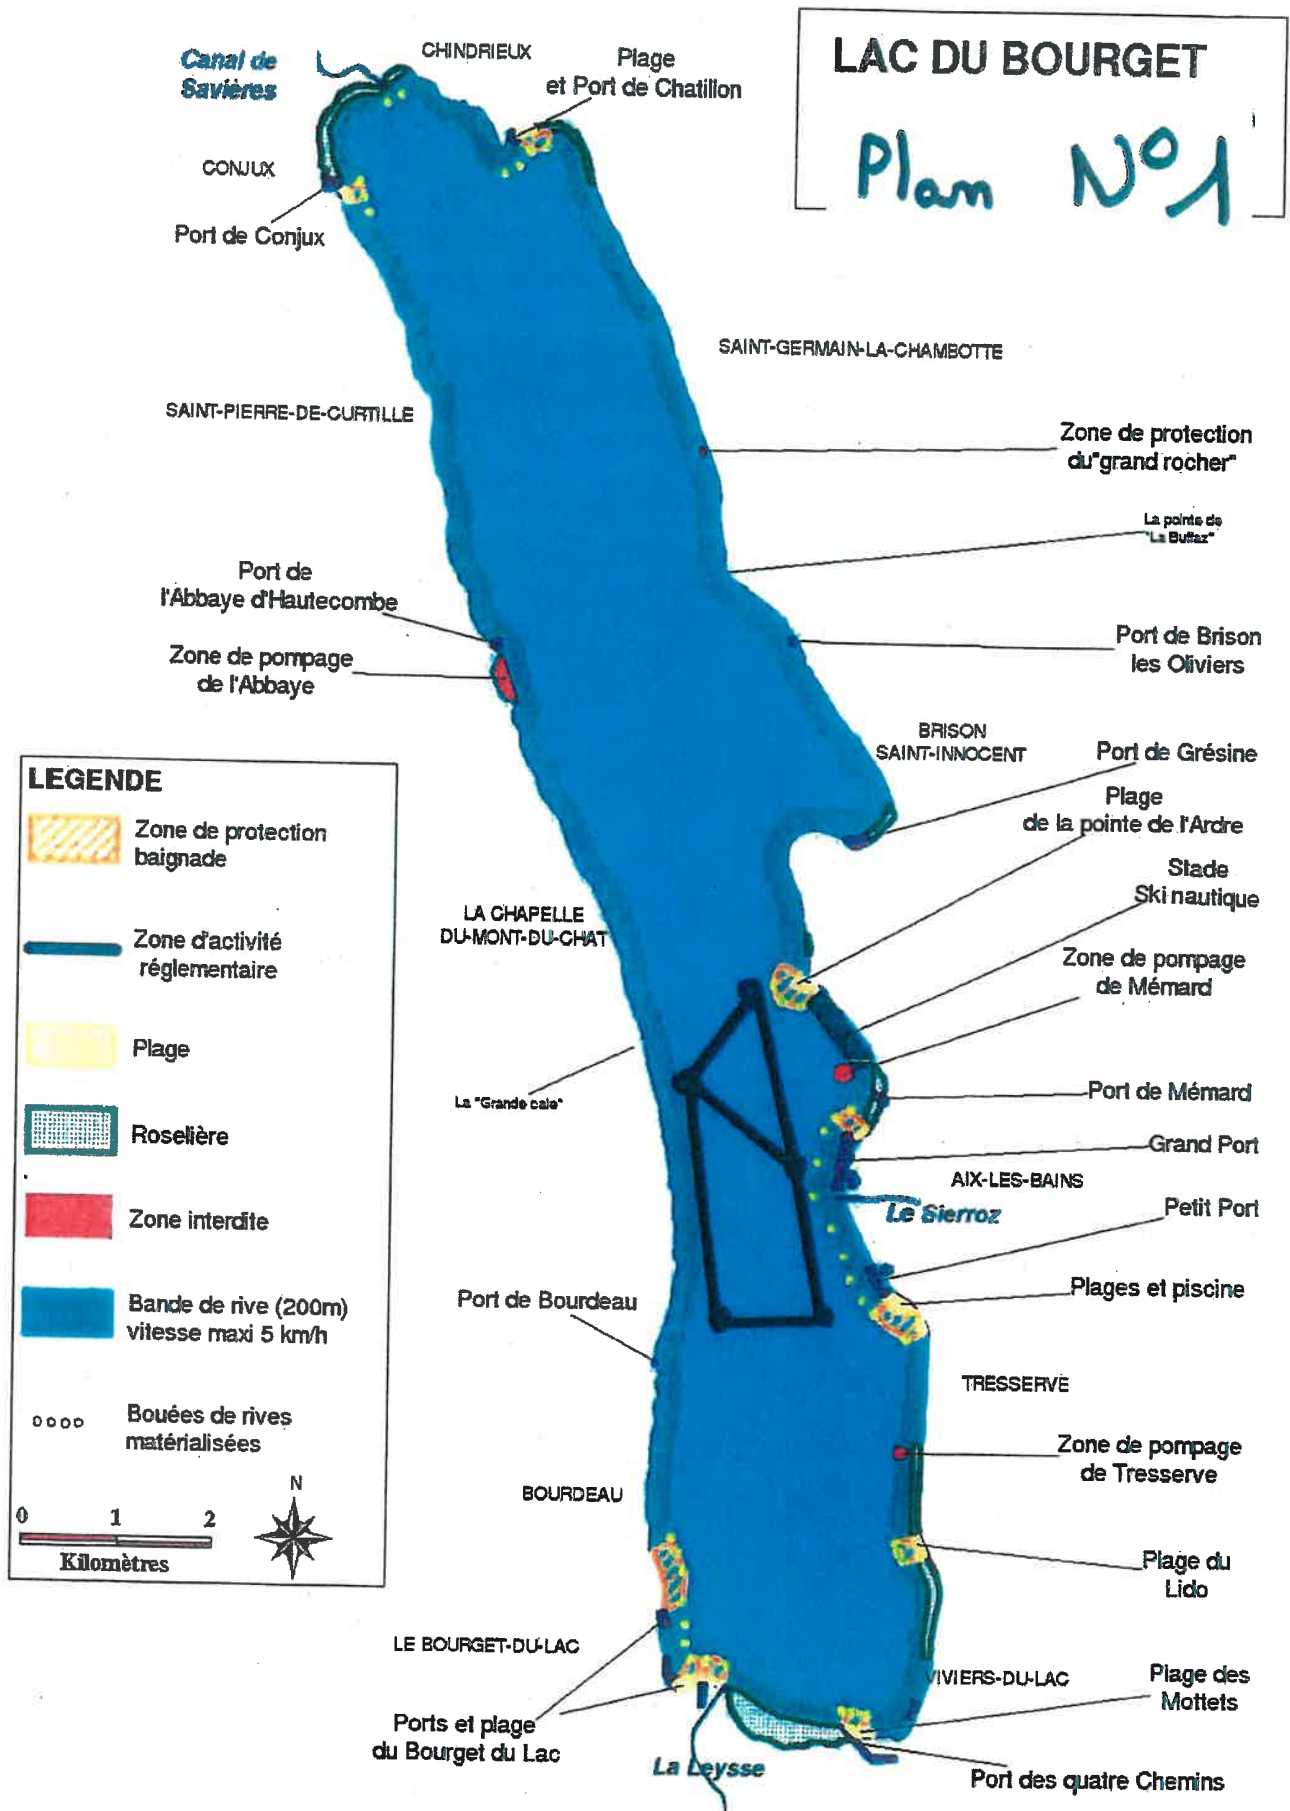 LAC DU BOURGET
Plan N°1
Canal de
Savières
CHINDRIEUX
Plage
et Port de Chatillon
CONJUX
Port de Conjux
SAINT-GERMAIN-LA-CHAMBOTTE
SAINT-PIERRE-DE-CURTILLE
Zone de protection
du"grand rocher"
La pointe de
"La Buffaz"
Port de
l'Abbaye d'Hautecombe
Zone de pompage
de l'Abbaye
Port de Brison
les Oliviers
BRISON
SAINT-INNOCENT
Port de Grésine
Plage
de la pointe de l'Ardre
Stade
Ski nautique
LA CHAPELLE
DU-MONT-DU-CHAT
Zone de pompage
de Mémard
La "Grande cale"
Port de Mémard
Grand Port
AIX-LES-BAINS
Le Sierroz
Petit Port
Plages et piscine
Port de Bourdeau
TRESSERVE
Zone de pompage
de Tresserve
BOURDEAU
Plage du
Lido
LE BOURGET-DU-LAC
VIVIERS-DU-LAC
Plage des
Mottets
Ports et plage
du Bourget du Lac
La Leysse
Port des quatre Chemins
LEGENDE
Zone de protection
baignade
Zone d'activité
réglementaire
Plage
Roselière
Zone interdite
Bande de rive (200m)
vitesse maxi 5 km/h
Bouées de rives
matérialisées
N
0 1 2
Kilomètres